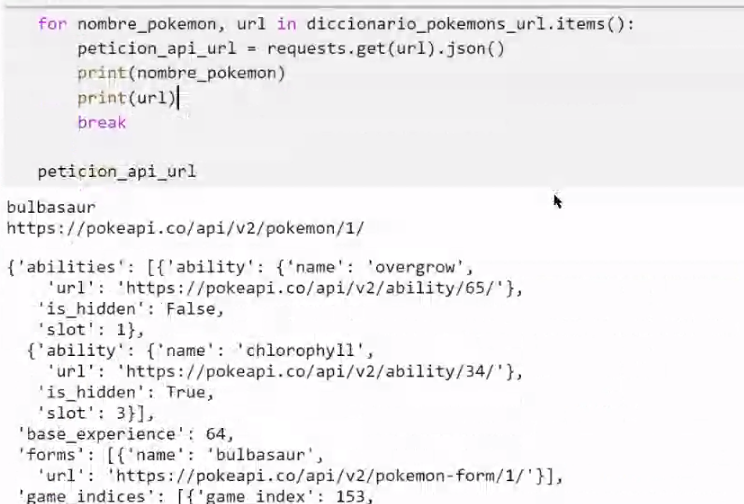 for nombre_pokemon, url in diccionario_pokemons_url.items():
    peticion_api_url = requests.get(url).json()
    print(nombre_pokemon)
    print(url)
    break

peticion_api_url
bulbasaur
https://pokeapi.co/api/v2/pokemon/1/
{'abilities': [{'ability': {'name': 'overgrow',
    'url': 'https://pokeapi.co/api/v2/ability/65/'},
   'is_hidden': False,
   'slot': 1},
  {'ability': {'name': 'chlorophyll',
    'url': 'https://pokeapi.co/api/v2/ability/34/'},
   'is_hidden': True,
   'slot': 3}],
 'base_experience': 64,
 'forms': [{'name': 'bulbasaur',
   'url': 'https://pokeapi.co/api/v2/pokemon-form/1/'}],
 'game_indices': [{'game_index': 153,